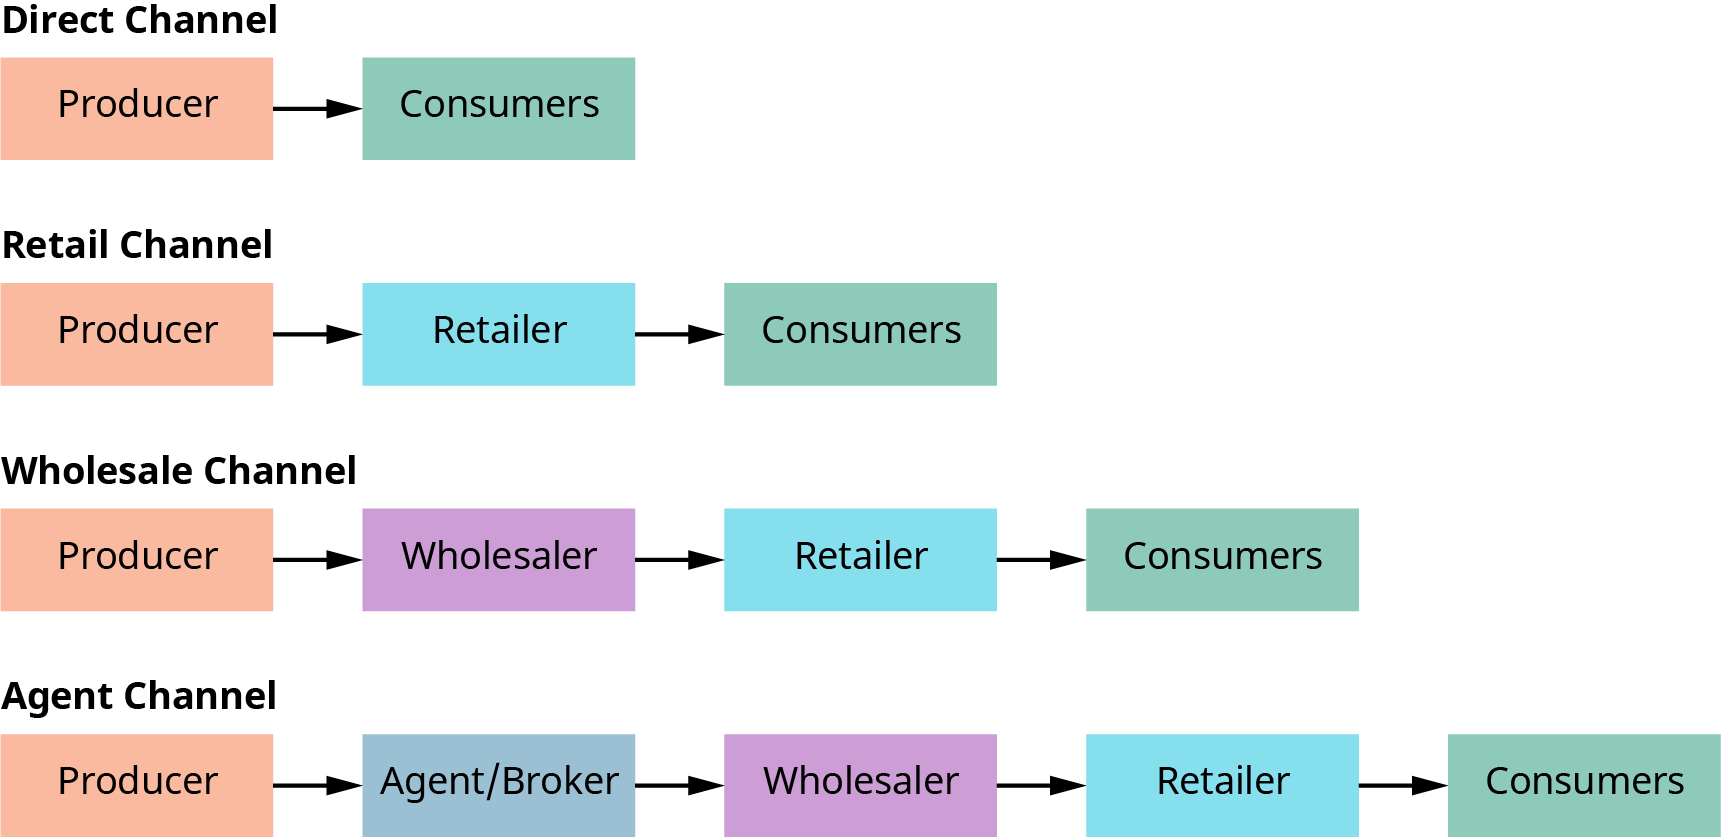 Direct Channel
Producer Consumers
Retail Channel
Producer Retailer Consumers
Wholesale Channel
Producer Wholesaler Retailer Consumers
Agent Channel
Producer Agent/Broker Wholesaler Retailer Consumers